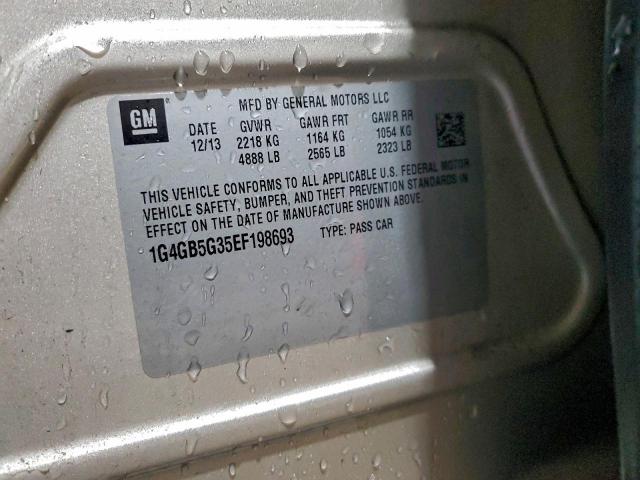 GM
MFD BY GENERAL MOTORS LLC
DATE GVWR GAWR FRT GAWR RR
12/13 2218 KG 1164 KG 1054 KG
4888 LB 2565 LB 2323 LB
THIS VEHICLE CONFORMS TO ALL APPLICABLE U.S. FEDERAL MOTOR
VEHICLE SAFETY, BUMPER, AND THEFT PREVENTION STANDARDS IN
EFFECT ON THE DATE OF MANUFACTURE SHOWN ABOVE.
1G4GB5G35EF198693 TYPE: PASS CAR